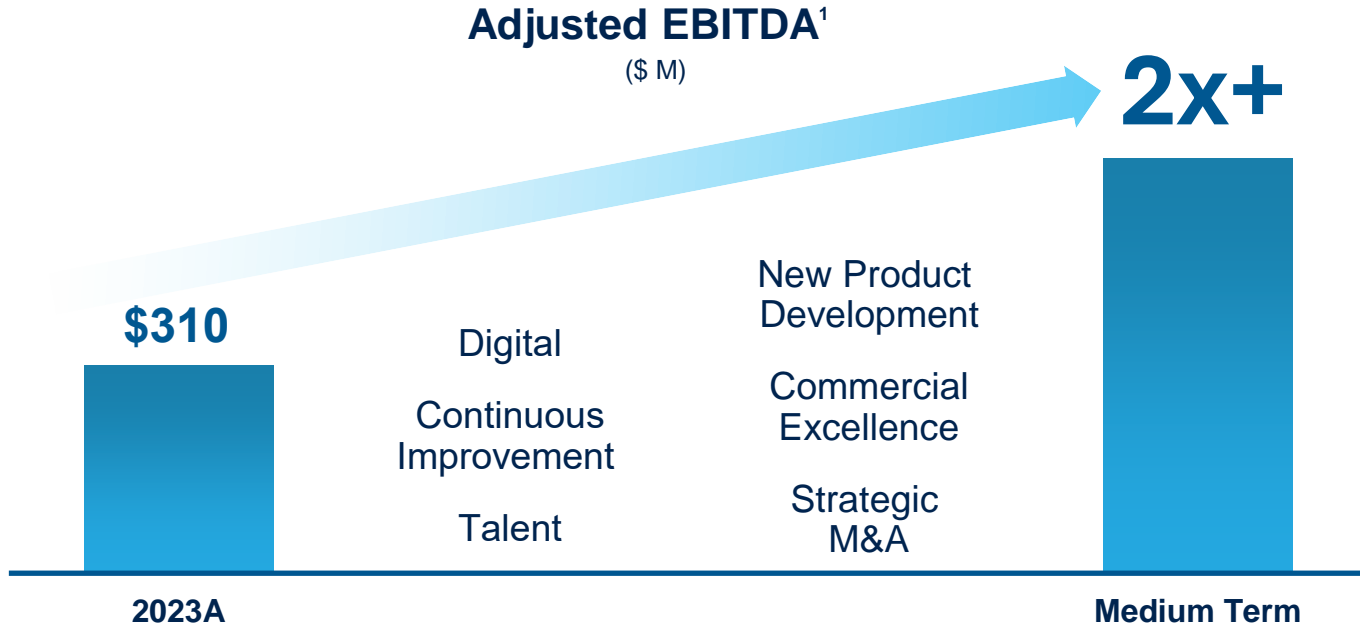 Adjusted EBITDA¹
($ M)
2x+
$310
Digital
Continuous
Improvement
Talent
New Product
Development
Commercial
Excellence
Strategic
M&A
2023A
Medium Term